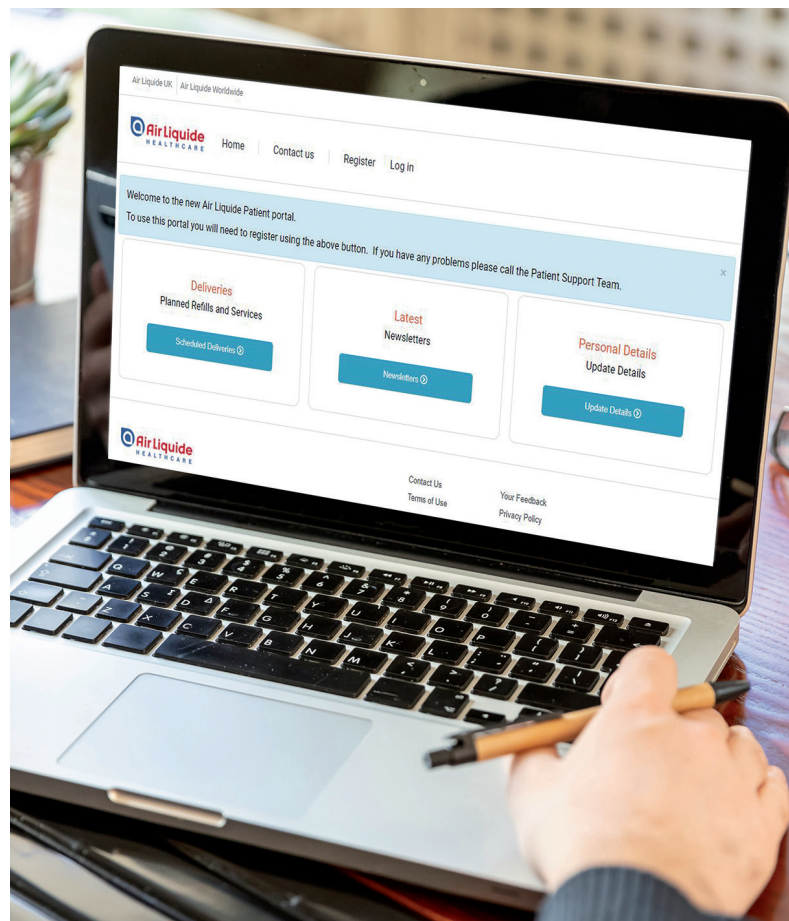 Air Liquide UK | Air Liquide Worldwide
Air Liquide
HEALTHCARE
Home | Contact us | Register Log in
Welcome to the new Air Liquide Patient portal.
To use this portal you will need to register using the above button. If you have any problems please call the Patient Support Team.
x
Deliveries
Planned Refills and Services
Scheduled Deliveries
Latest
Newsletters
Newsletters
Personal Details
Update Details
Update Details
Air Liquide
HEALTHCARE
Contact Us
Terms of Use
Your Feedback
Privacy Policy